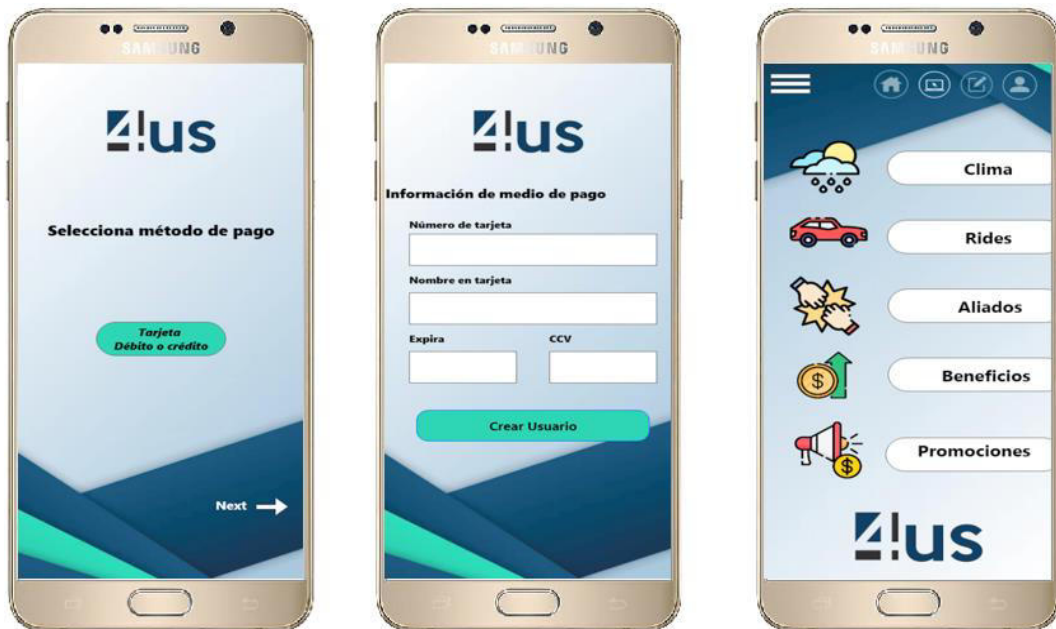 SAMSUNG
4!us
Selecciona método de pago
Tarjeta
Débito o crédito
Next
SAMSUNG
4!us
Información de medio de pago
Número de tarjeta
Nombre en tarjeta
Expira
CCV
Crear Usuario
SAMSUNG
Clima
Rides
Aliados
Beneficios
Promociones
4!us